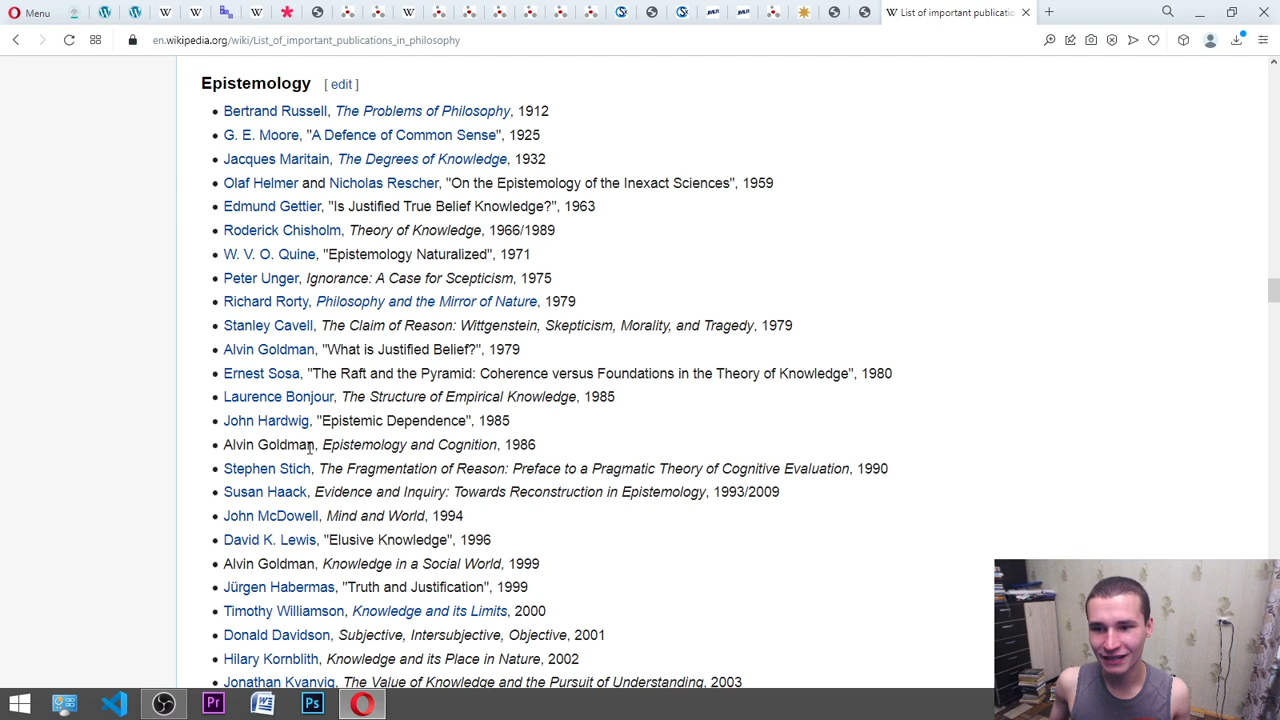 Menu
List of important publicatio
en.wikipedia.org/wiki/List_of_important_publications_in_philosophy
Epistemology [ edit ]
Bertrand Russell, The Problems of Philosophy, 1912
G. E. Moore, "A Defence of Common Sense", 1925
Jacques Maritain, The Degrees of Knowledge, 1932
Olaf Helmer and Nicholas Rescher, "On the Epistemology of the Inexact Sciences", 1959
Edmund Gettier, "Is Justified True Belief Knowledge?", 1963
Roderick Chisholm, Theory of Knowledge, 1966/1989
W. V. O. Quine, "Epistemology Naturalized", 1971
Peter Unger, Ignorance: A Case for Scepticism, 1975
Richard Rorty, Philosophy and the Mirror of Nature, 1979
Stanley Cavell, The Claim of Reason: Wittgenstein, Skepticism, Morality, and Tragedy, 1979
Alvin Goldman, "What is Justified Belief?", 1979
Ernest Sosa, "The Raft and the Pyramid: Coherence versus Foundations in the Theory of Knowledge", 1980
Laurence Bonjour, The Structure of Empirical Knowledge, 1985
John Hardwig, "Epistemic Dependence", 1985
Alvin Goldman, Epistemology and Cognition, 1986
Stephen Stich, The Fragmentation of Reason: Preface to a Pragmatic Theory of Cognitive Evaluation, 1990
Susan Haack, Evidence and Inquiry: Towards Reconstruction in Epistemology, 1993/2009
John McDowell, Mind and World, 1994
David K. Lewis, "Elusive Knowledge", 1996
Alvin Goldman, Knowledge in a Social World, 1999
Jürgen Habermas, "Truth and Justification", 1999
Timothy Williamson, Knowledge and its Limits, 2000
Donald Davidson, Subjective, Intersubjective, Objective, 2001
Hilary Kornblith, Knowledge and its Place in Nature, 2002
Jonathan Kvanvig, The Value of Knowledge and the Pursuit of Understanding, 2003
Pr
Ps